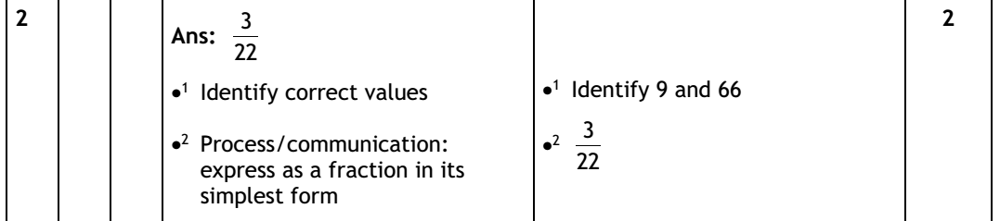 2
Ans: 3/22
2
•¹ Identify correct values
•¹ Identify 9 and 66
•² Process/communication:
express as a fraction in its
simplest form
•² 3/22